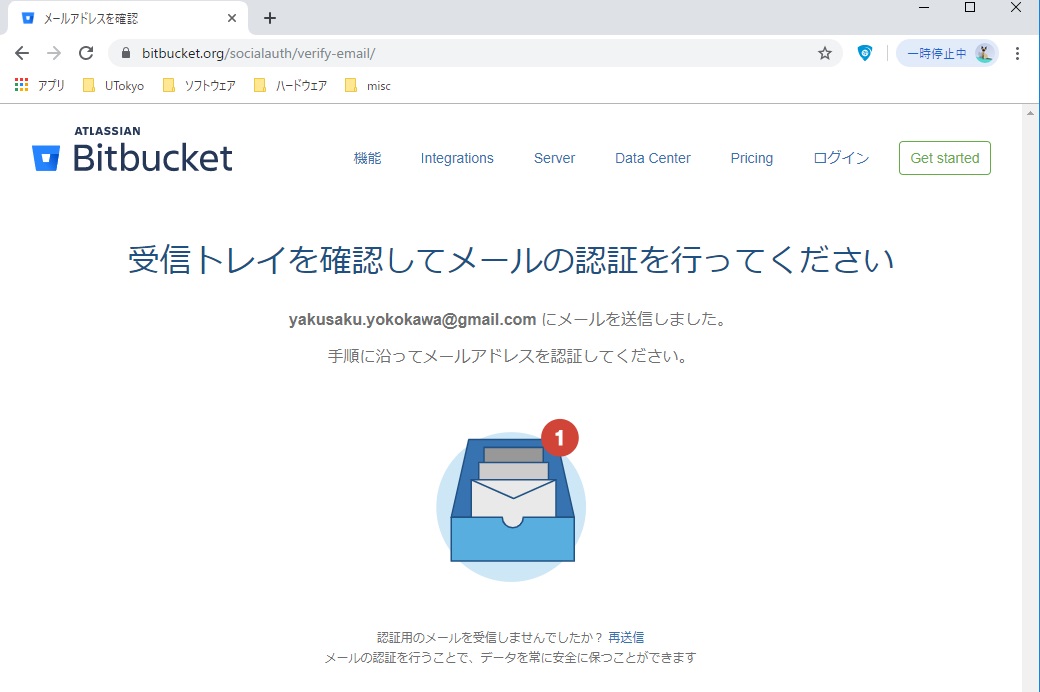 メールアドレスを確認
bitbucket.org/socialauth/verify-email/
一時停止中
アプリ UTokyo ソフトウェア ハードウェア misc
ATLASSIAN
Bitbucket
機能 Integrations Server Data Center Pricing ログイン Get started
受信トレイを確認してメールの認証を行ってください
yakusaku.yokokawa@gmail.com にメールを送信しました。
手順に沿ってメールアドレスを認証してください。
1
認証用のメールを受信しませんでしたか？ 再送信
メールの認証を行うことで、データを常に安全に保つことができます